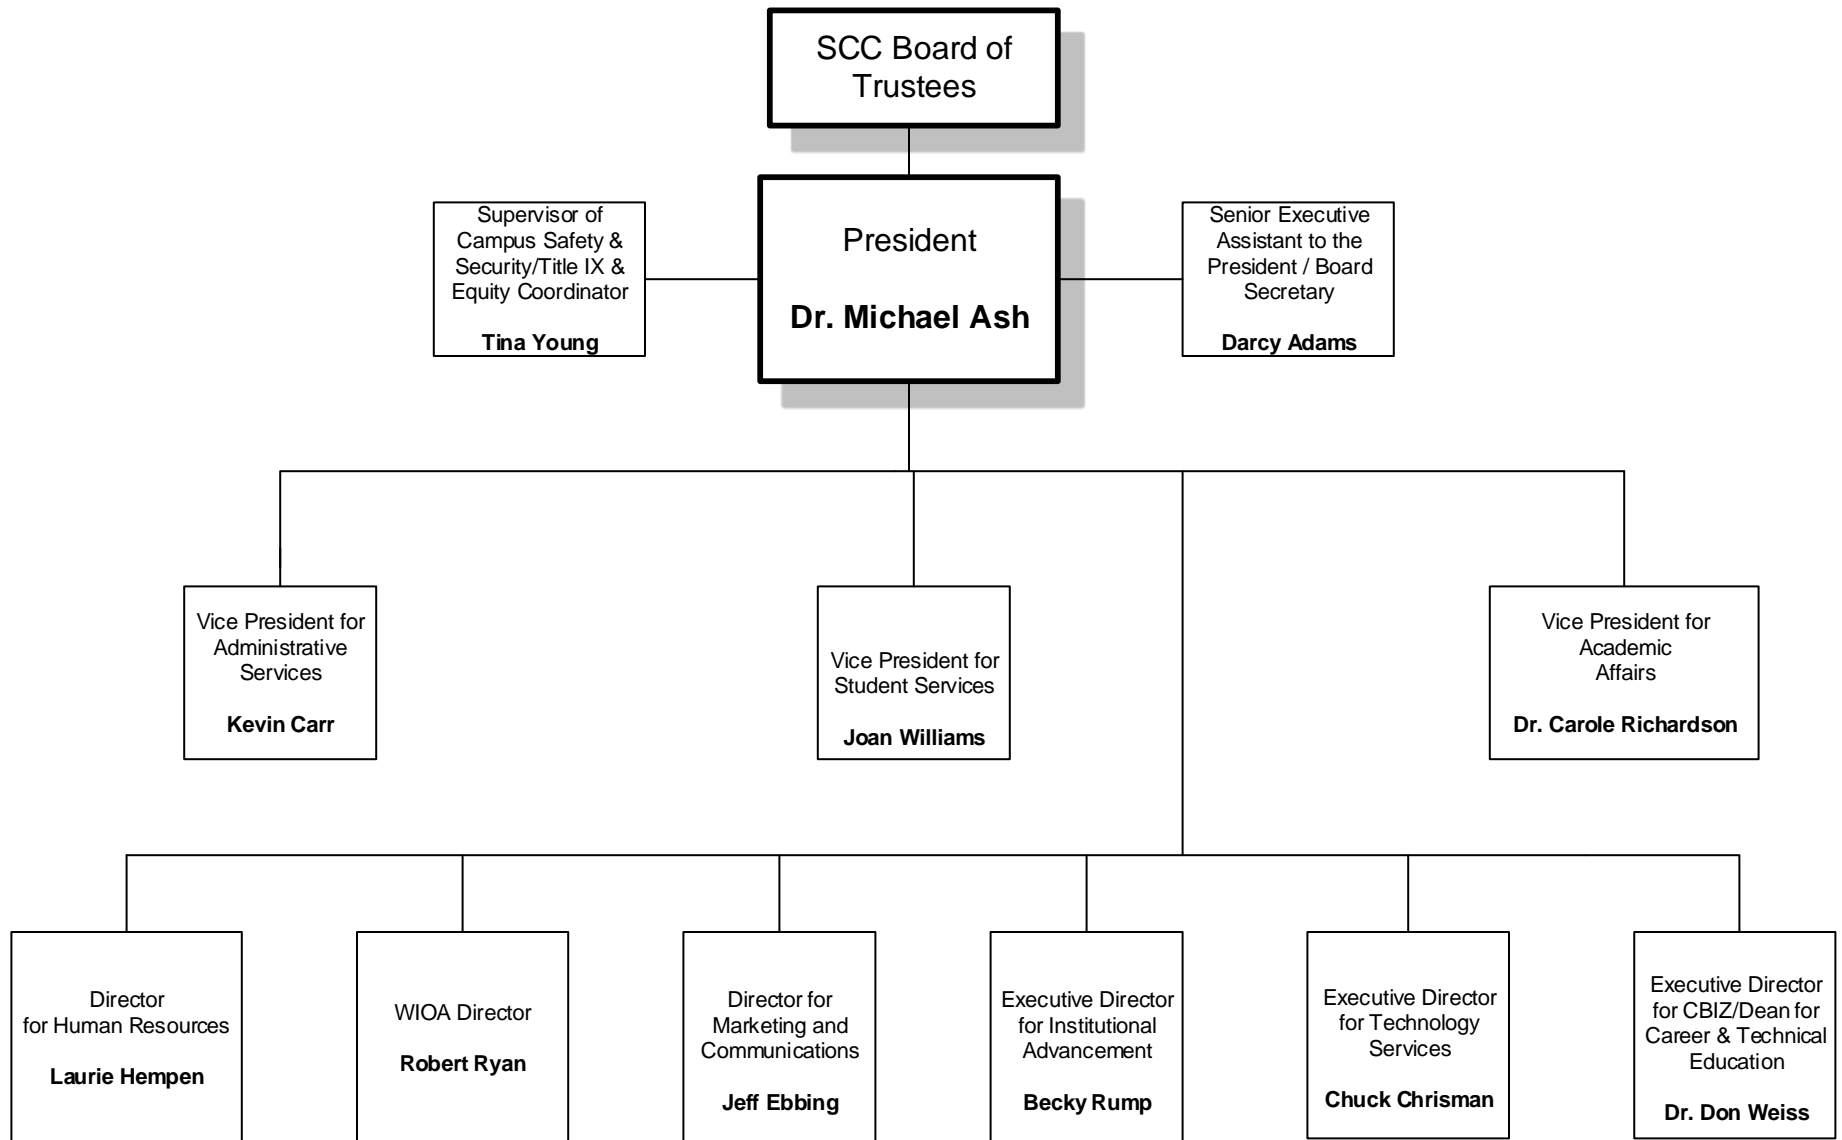 SCC Board of
Trustees
Supervisor of
Campus Safety &
Security/Title IX &
Equity Coordinator
Tina Young
President
Dr. Michael Ash
Senior Executive
Assistant to the
President / Board
Secretary
Darcy Adams
Vice President for
Administrative
Services
Kevin Carr
Vice President for
Student Services
Joan Williams
Vice President for
Academic
Affairs
Dr. Carole Richardson
Director
for Human Resources
Laurie Hempen
WIOA Director
Robert Ryan
Director for
Marketing and
Communications
Jeff Ebbing
Executive Director
for Institutional
Advancement
Becky Rump
Executive Director
for Technology
Services
Chuck Chrisman
Executive Director
for CBIZ/Dean for
Career & Technical
Education
Dr. Don Weiss